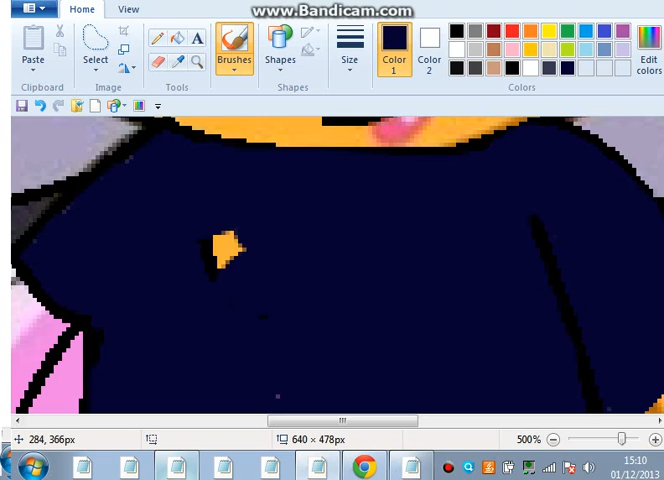 www.Bandicam.com
Home
View
Paste
Select
A
Brushes
Shapes
Size
Color 1
Color 2
Edit colors
Clipboard
Image
Tools
Shapes
Colors
284, 366px
640 × 478px
500%
15:10
01/12/2013